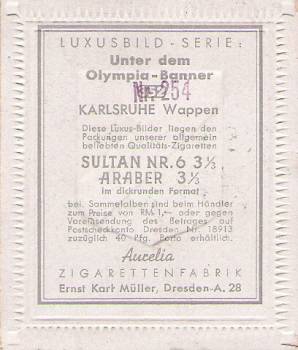 LUXUSBILD - SERIE:
Unter dem
Olympia-Banner
Nr. 254
KARLSRUHE Wappen
Diese Luxus-Bilder liegen den
Packungen unserer allgemein
beliebten Qualitäts-Zigaretten
SULTAN NR. 6 3⅓
ARABER 3⅓
im dickrunden Format
bei. Sammelalben sind beim Händler
zum Preise von RM 1,— oder gegen
Voreinsendung des Betrages auf
Postscheckkonto Dresden Nr. 18913
zuzüglich 40 Pfg. Porto erhältlich.
Aurelia
ZIGARETTENFABRIK
Ernst Karl Müller, Dresden-A. 28